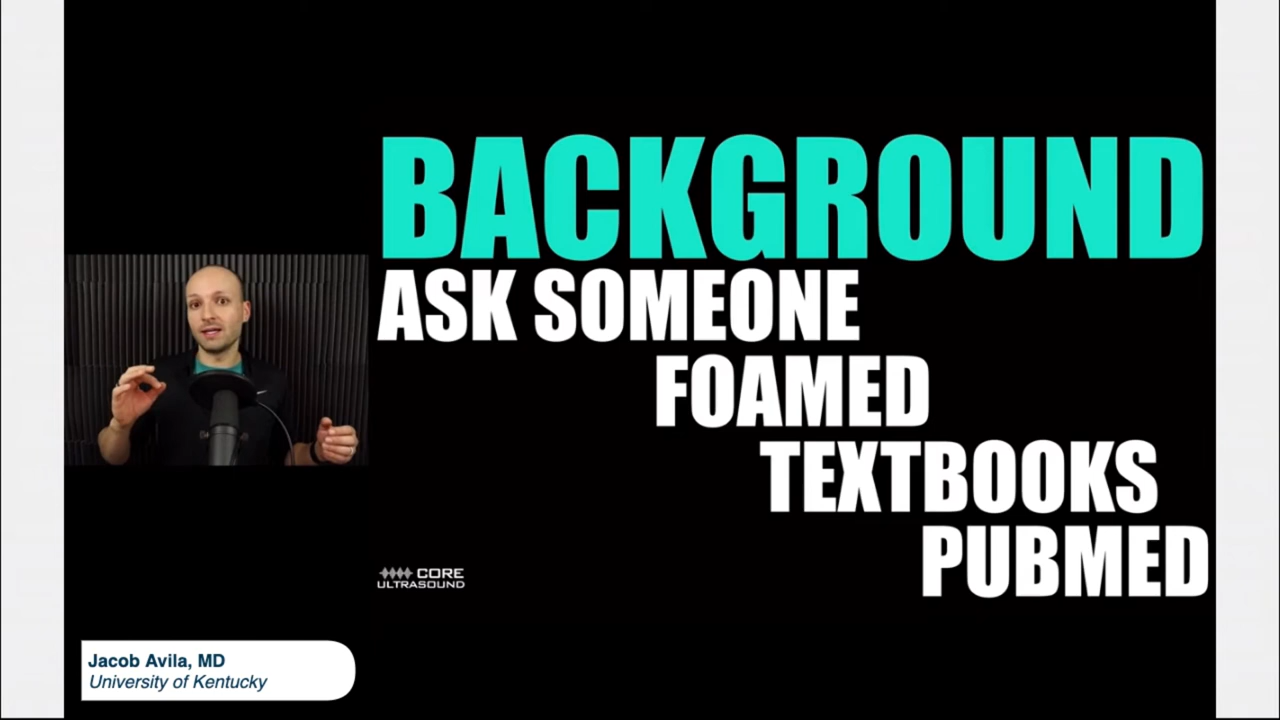 BACKGROUND
ASK SOMEONE
FOAMED
TEXTBOOKS
PUBMED
CORE
ULTRASOUND
Jacob Avila, MD
University of Kentucky